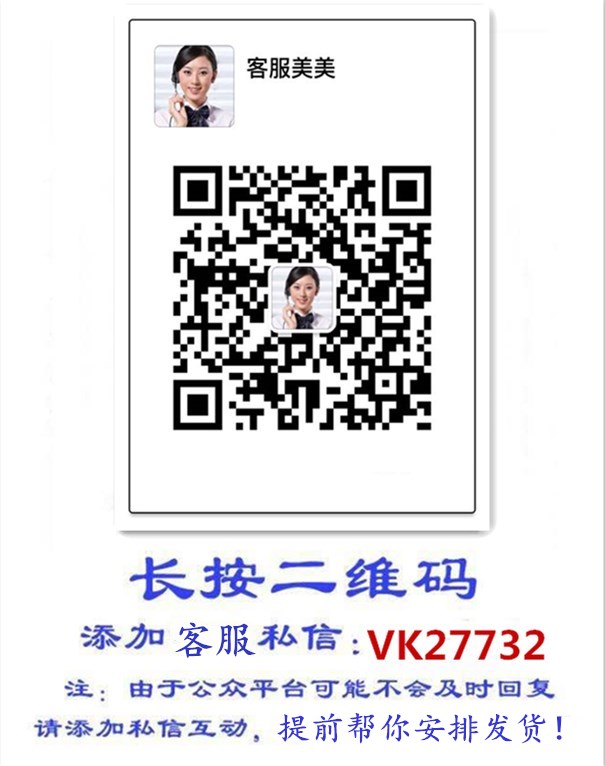 客服美美
长按二维码
添加客服私信:VK27732
注：由于公众平台可能不会及时回复
请添加私信互动，提前帮你安排发货！